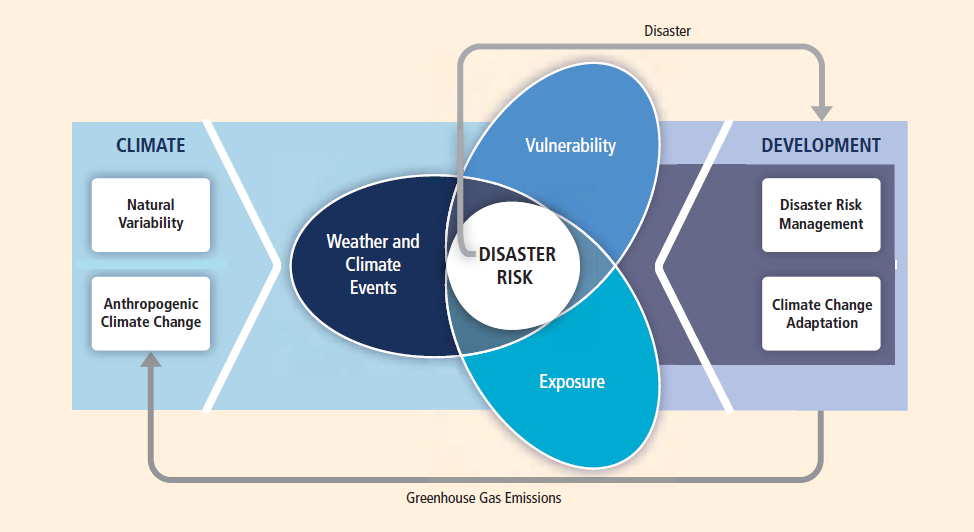 Disaster
CLIMATE
Natural
Variability
Anthropogenic
Climate Change
Weather and
Climate
Events
Vulnerability
DISASTER
RISK
Exposure
DEVELOPMENT
Disaster Risk
Management
Climate Change
Adaptation
Greenhouse Gas Emissions